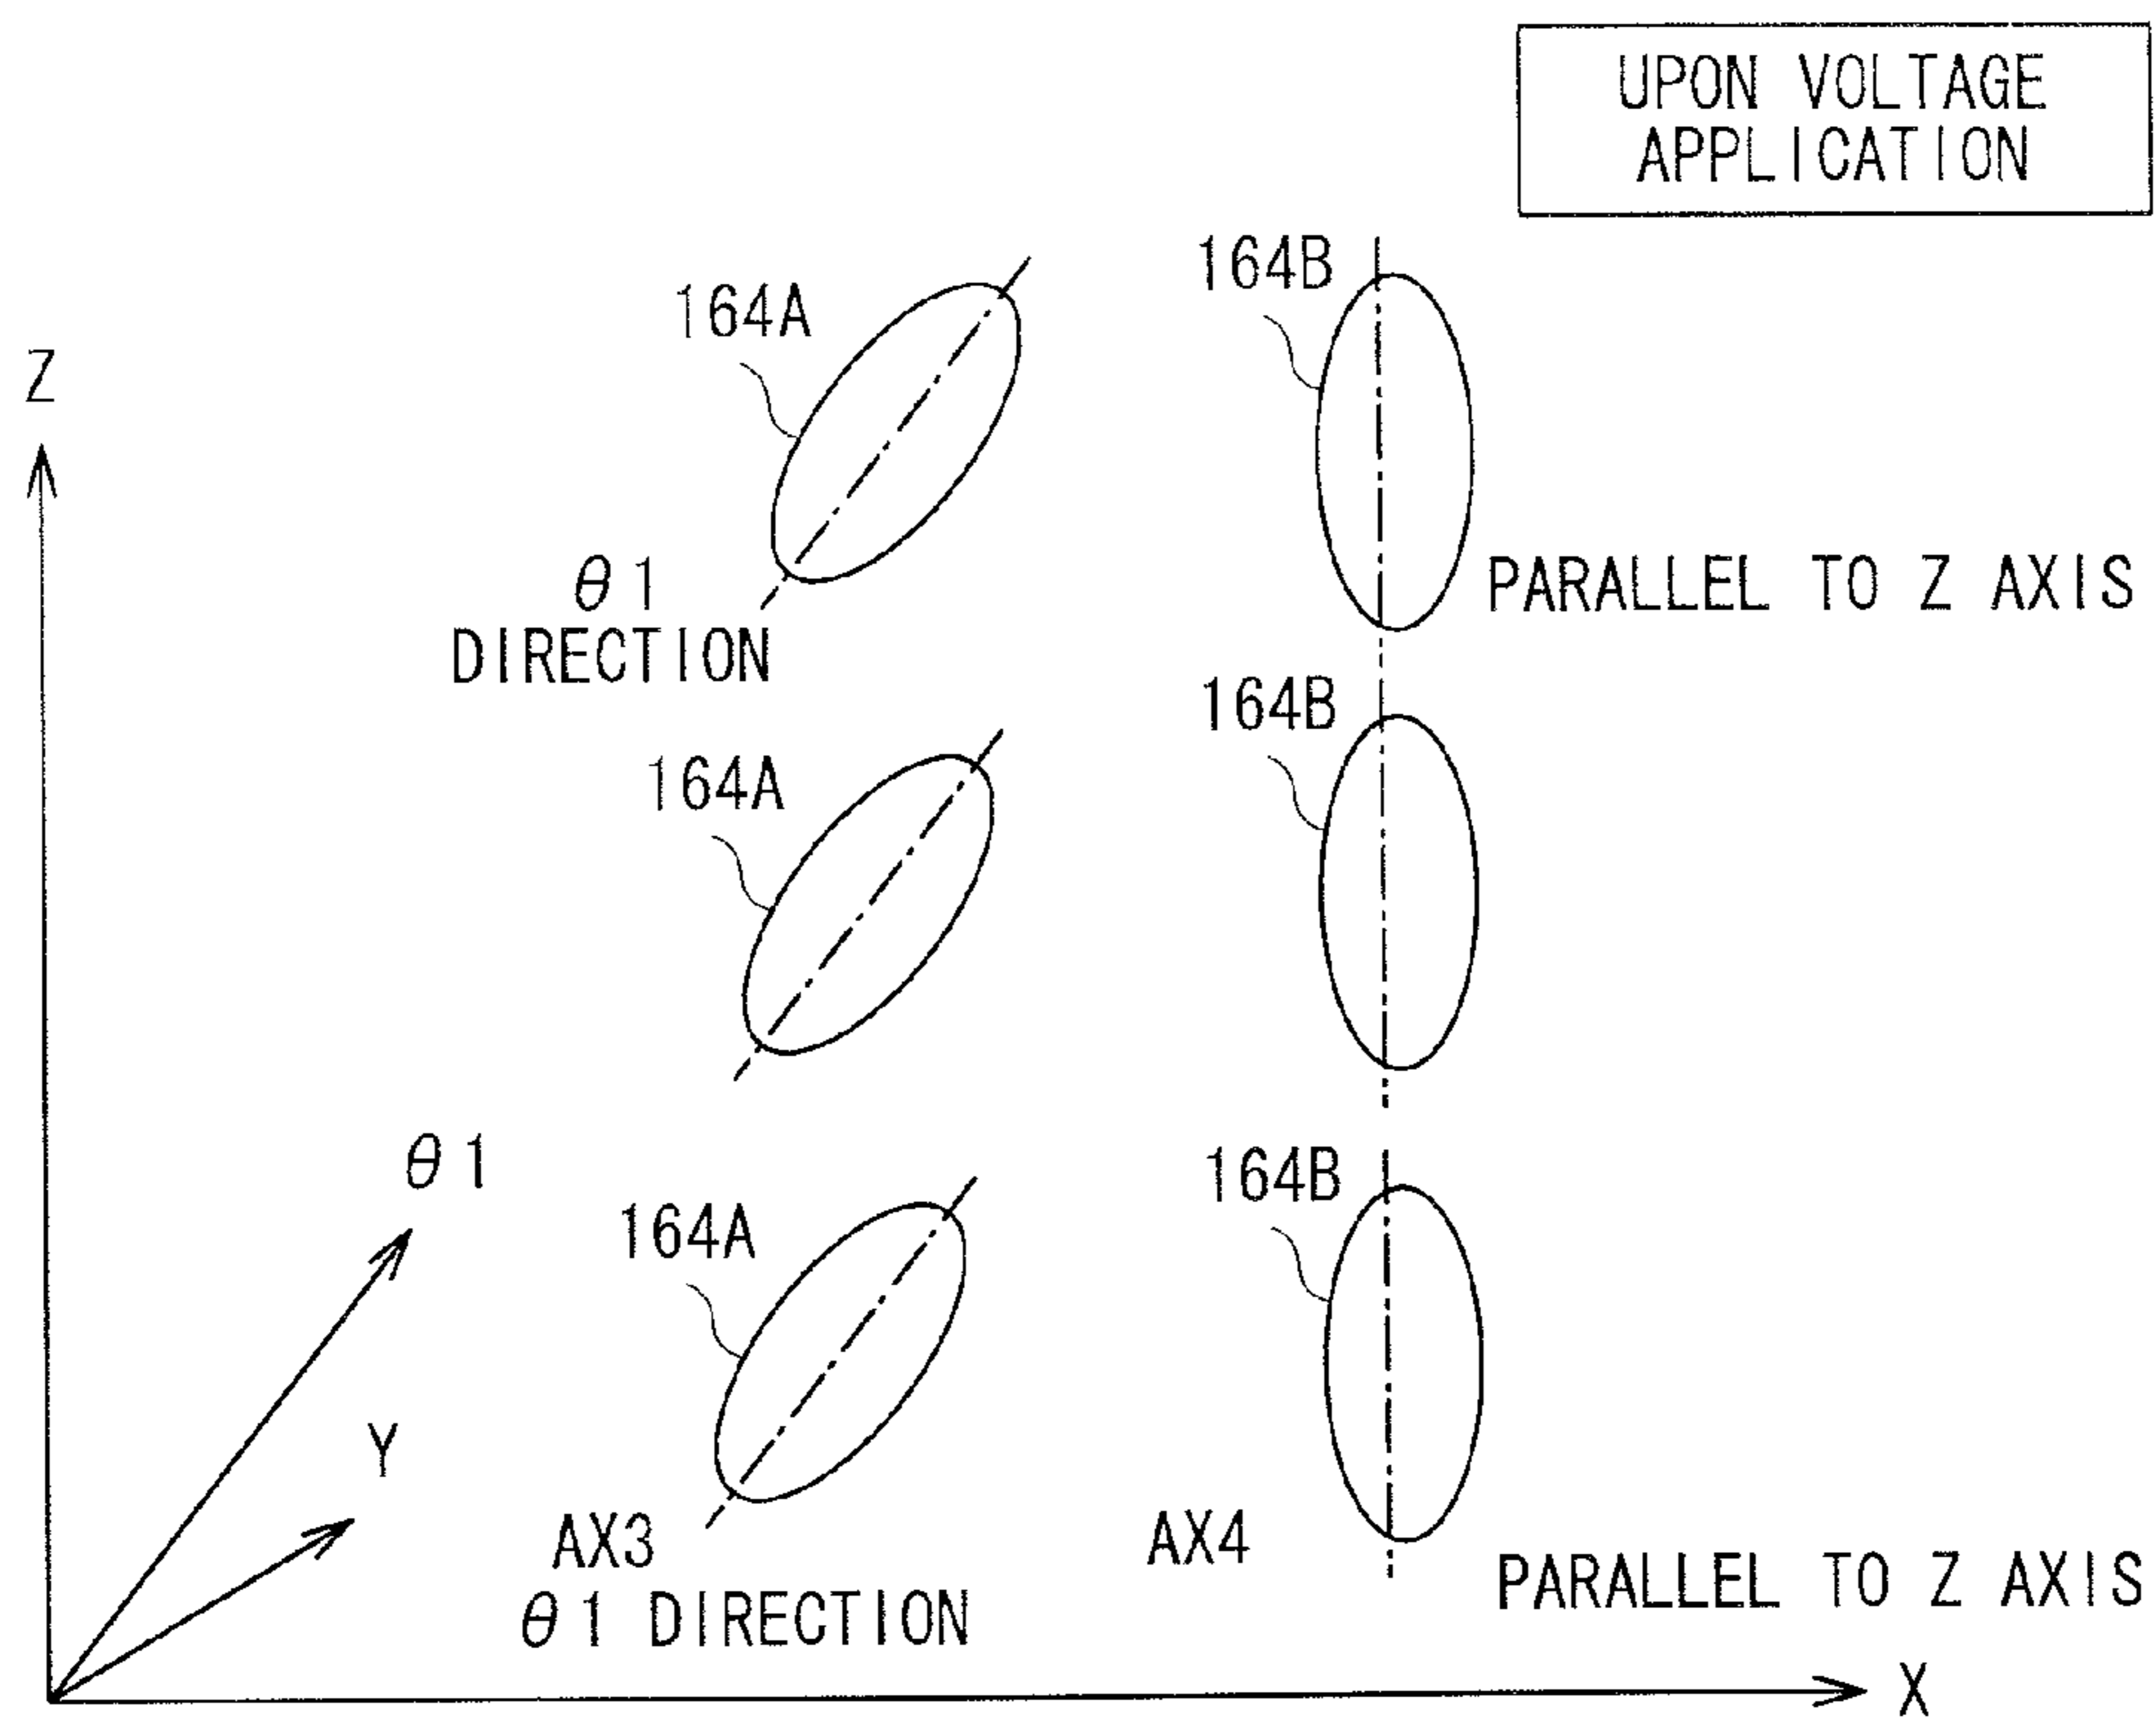 UPON VOLTAGE
APPLICATION
164B
164A
Z
θ1
DIRECTION
PARALLEL TO Z AXIS
164B
164A
θ1
164B
164A
Y
AX3
θ1 DIRECTION
AX4
PARALLEL TO Z AXIS
X